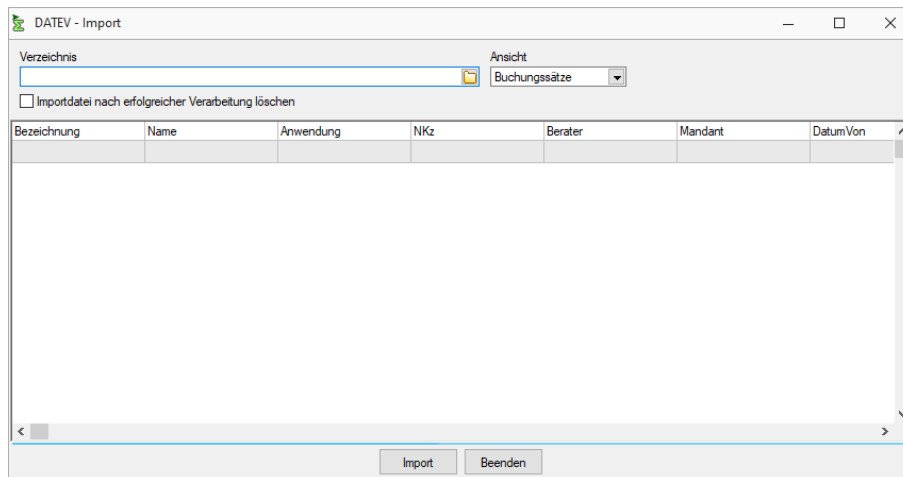 DATEV - Import
Verzeichnis Ansicht
Buchungssätze
Importdatei nach erfolgreicher Verarbeitung löschen
Bezeichnung Name Anwendung NKz Berater Mandant DatumVon
Import Beenden